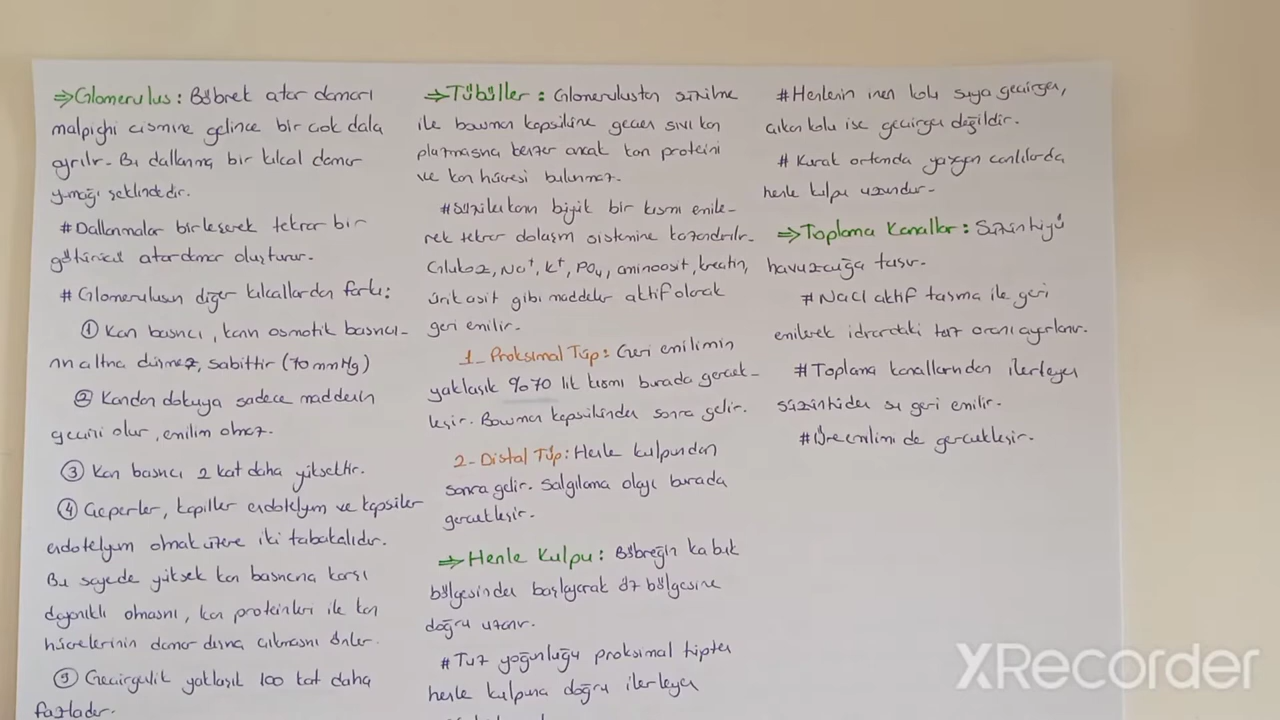 ⇒Glomerulus: Böbrek atar damarı
malpighi cismine gelince bir çok dala
ayrılır. Bu dallanma bir kılcal damar
yumağı şeklindedir.
#Dallanmalar birleşerek tekrar bir
götürücü atardamar oluşturur.
# Glomerulusun diğer kılcallardan farkı:
① Kan basıncı, kanın osmotik basıncı-
nın altına düşmez, sabittir (70 mmHg)
② Kandan dokuya sadece maddenin
geçişi olur, emilim olmaz.
③ Kan basıncı 2 kat daha yüksektir.
④ Çeperler, kapiller endotelyum ve kapsüler
endotelyum olmak üzere iki tabakalıdır.
Bu sayede yüksek kan basıncına karşı
dayanıklı olmasını, kan proteinleri ile kan
hücrelerinin damar dışına çıkmasını önler.
⑤ Geçirgenlik yaklaşık 100 kat daha
fazladır.
⇒Tübüller: Glomerulustan süzülme
ile bowman kapsülüne geçen sıvı kan
plazmasına benzer ancak kan proteini
ve kan hücresi bulunmaz.
#Süzülen kanın büyük bir kısmı emile-
rek tekrar dolaşım sistemine kazandırılır.
Glukoz, Na⁺, K⁺, PO₄, aminoasit, kreatin,
ürik asit gibi maddeler aktif olarak
geri emilir.
1- Proksimal Tüp: Geri emilimin
yaklaşık %70 lik kısmı burada gerçek-
leşir. Bowman kapsülünden sonra gelir.
2- Distal Tüp: Henle kulpundan
sonra gelir. Salgılama olayı burada
gerçekleşir.
⇒Henle Kulpu: Böbreğin kabuk
bölgesinden başlayarak öz bölgesine
doğru uzanır.
#Tuz yoğunluğu proksimal tüpten
henle kulpuna doğru ilerleyen
#Henlenin inen kolu suya geçirgen,
çıkan kolu ise geçirgen değildir.
# Kurak ortamda yaşayan canlılarda
henle kulpu uzundur.
⇒Toplama Kanalları: Süzüntüyü
havuzcuğa taşır.
#NaCl aktif taşıma ile geri
emilerek idrardaki tuz oranı ayarlanır.
#Toplama kanallarından ilerleyen
süzüntüden su geri emilir.
#Üre emilimi de gerçekleşir.
XRecorder